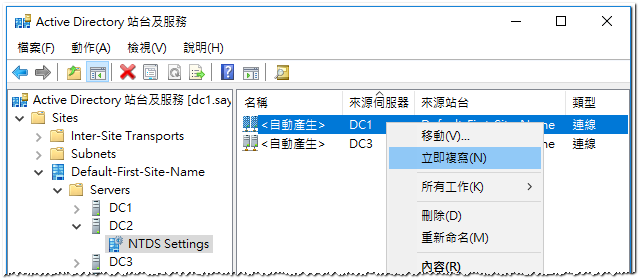 Active Directory 站台及服務
檔案(F) 動作(A) 檢視(V) 說明(H)
Active Directory 站台及服務 [dc1.say
Sites
Inter-Site Transports
Subnets
Default-First-Site-Name
Servers
DC1
DC2
NTDS Settings
DC3
名稱 來源伺服器 來源站台 類型
<自動產生> DC1 連線
<自動產生> DC3 me 連線
移動(V)...
立即複寫(N)
所有工作(K)
刪除(D)
重新命名(M)
內容(R)